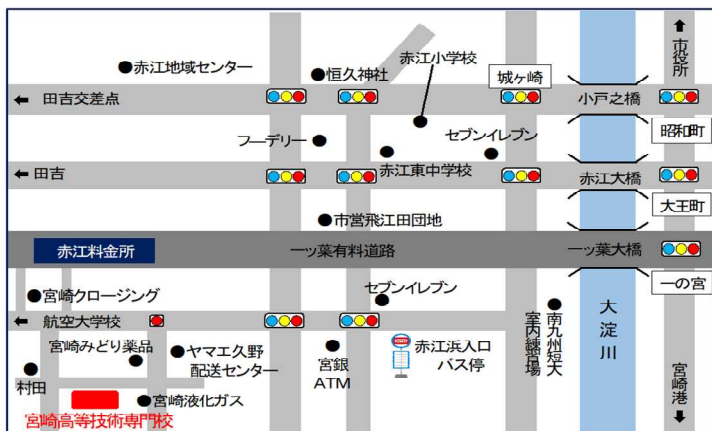 市役所
赤江小学校
赤江地域センター
恒久神社
城ヶ崎
田吉交差点
小戸之橋
昭和町
フーデリー
セブンイレブン
赤江東中学校
田吉
赤江大橋
大王町
市営飛江田団地
赤江料金所
一ッ葉有料道路
一ッ葉大橋
一の宮
宮崎クロージング
セブンイレブン
航空大学校
赤江浜入口
バス停
南九州短大
室内練習場
大淀川
宮崎みどり薬品
ヤマエ久野
配送センター
宮銀
ATM
村田
宮崎液化ガス
宮崎高等技術専門校
宮崎港